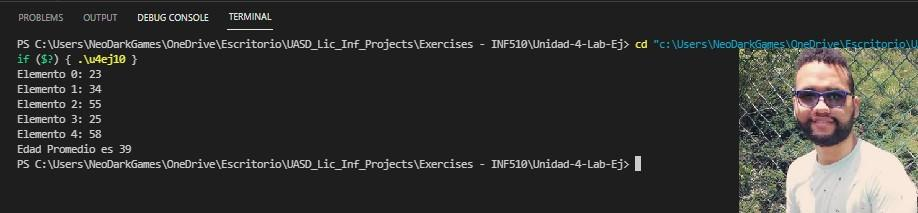 PROBLEMS OUTPUT DEBUG CONSOLE TERMINAL
PS C:\Users\NeoDarkGames\OneDrive\Escritorio\UASD_Lic_Inf_Projects\Exercises - INF510\Unidad-4-Lab-Ej> cd "c:\Users\NeoDarkGames\OneDrive\Escritorio\U
if ($?) { .\u4ej10 }
Elemento 0: 23
Elemento 1: 34
Elemento 2: 55
Elemento 3: 25
Elemento 4: 58
Edad Promedio es 39
PS C:\Users\NeoDarkGames\OneDrive\Escritorio\UASD_Lic_Inf_Projects\Exercises - INF510\Unidad-4-Lab-Ej>